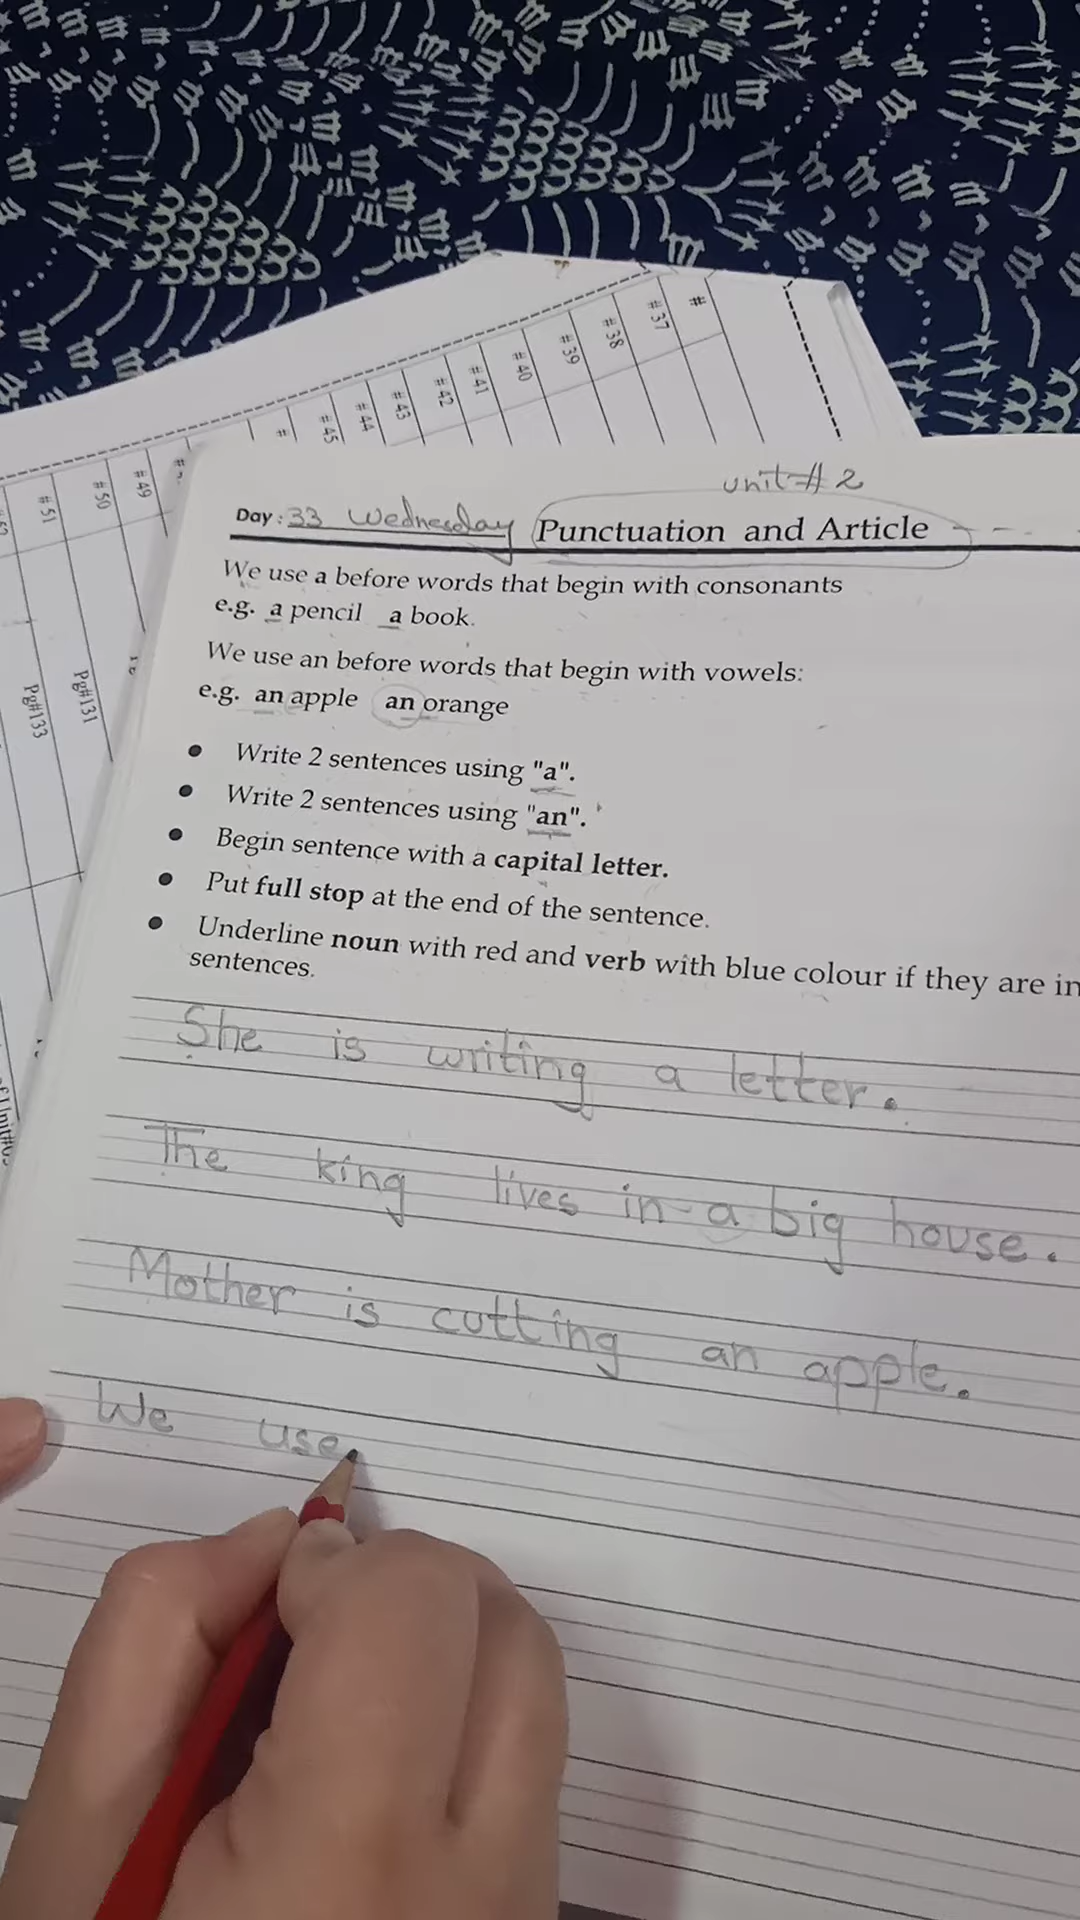 #
#37
#38
#39
#40
#41
#42
#43
#44
#45
#
#49
#50
#51
Pg#131
Pg#133
unit # 2
Day: 33 Wednesday Punctuation and Article
We use a before words that begin with consonants
e.g. a pencil a book.
We use an before words that begin with vowels:
e.g. an apple an orange
• Write 2 sentences using "a".
• Write 2 sentences using "an".
• Begin sentence with a capital letter.
• Put full stop at the end of the sentence.
• Underline noun with red and verb with blue colour if they are in
sentences.
She is writing a letter.
The king lives in a big house.
Mother is cutting an apple.
We use